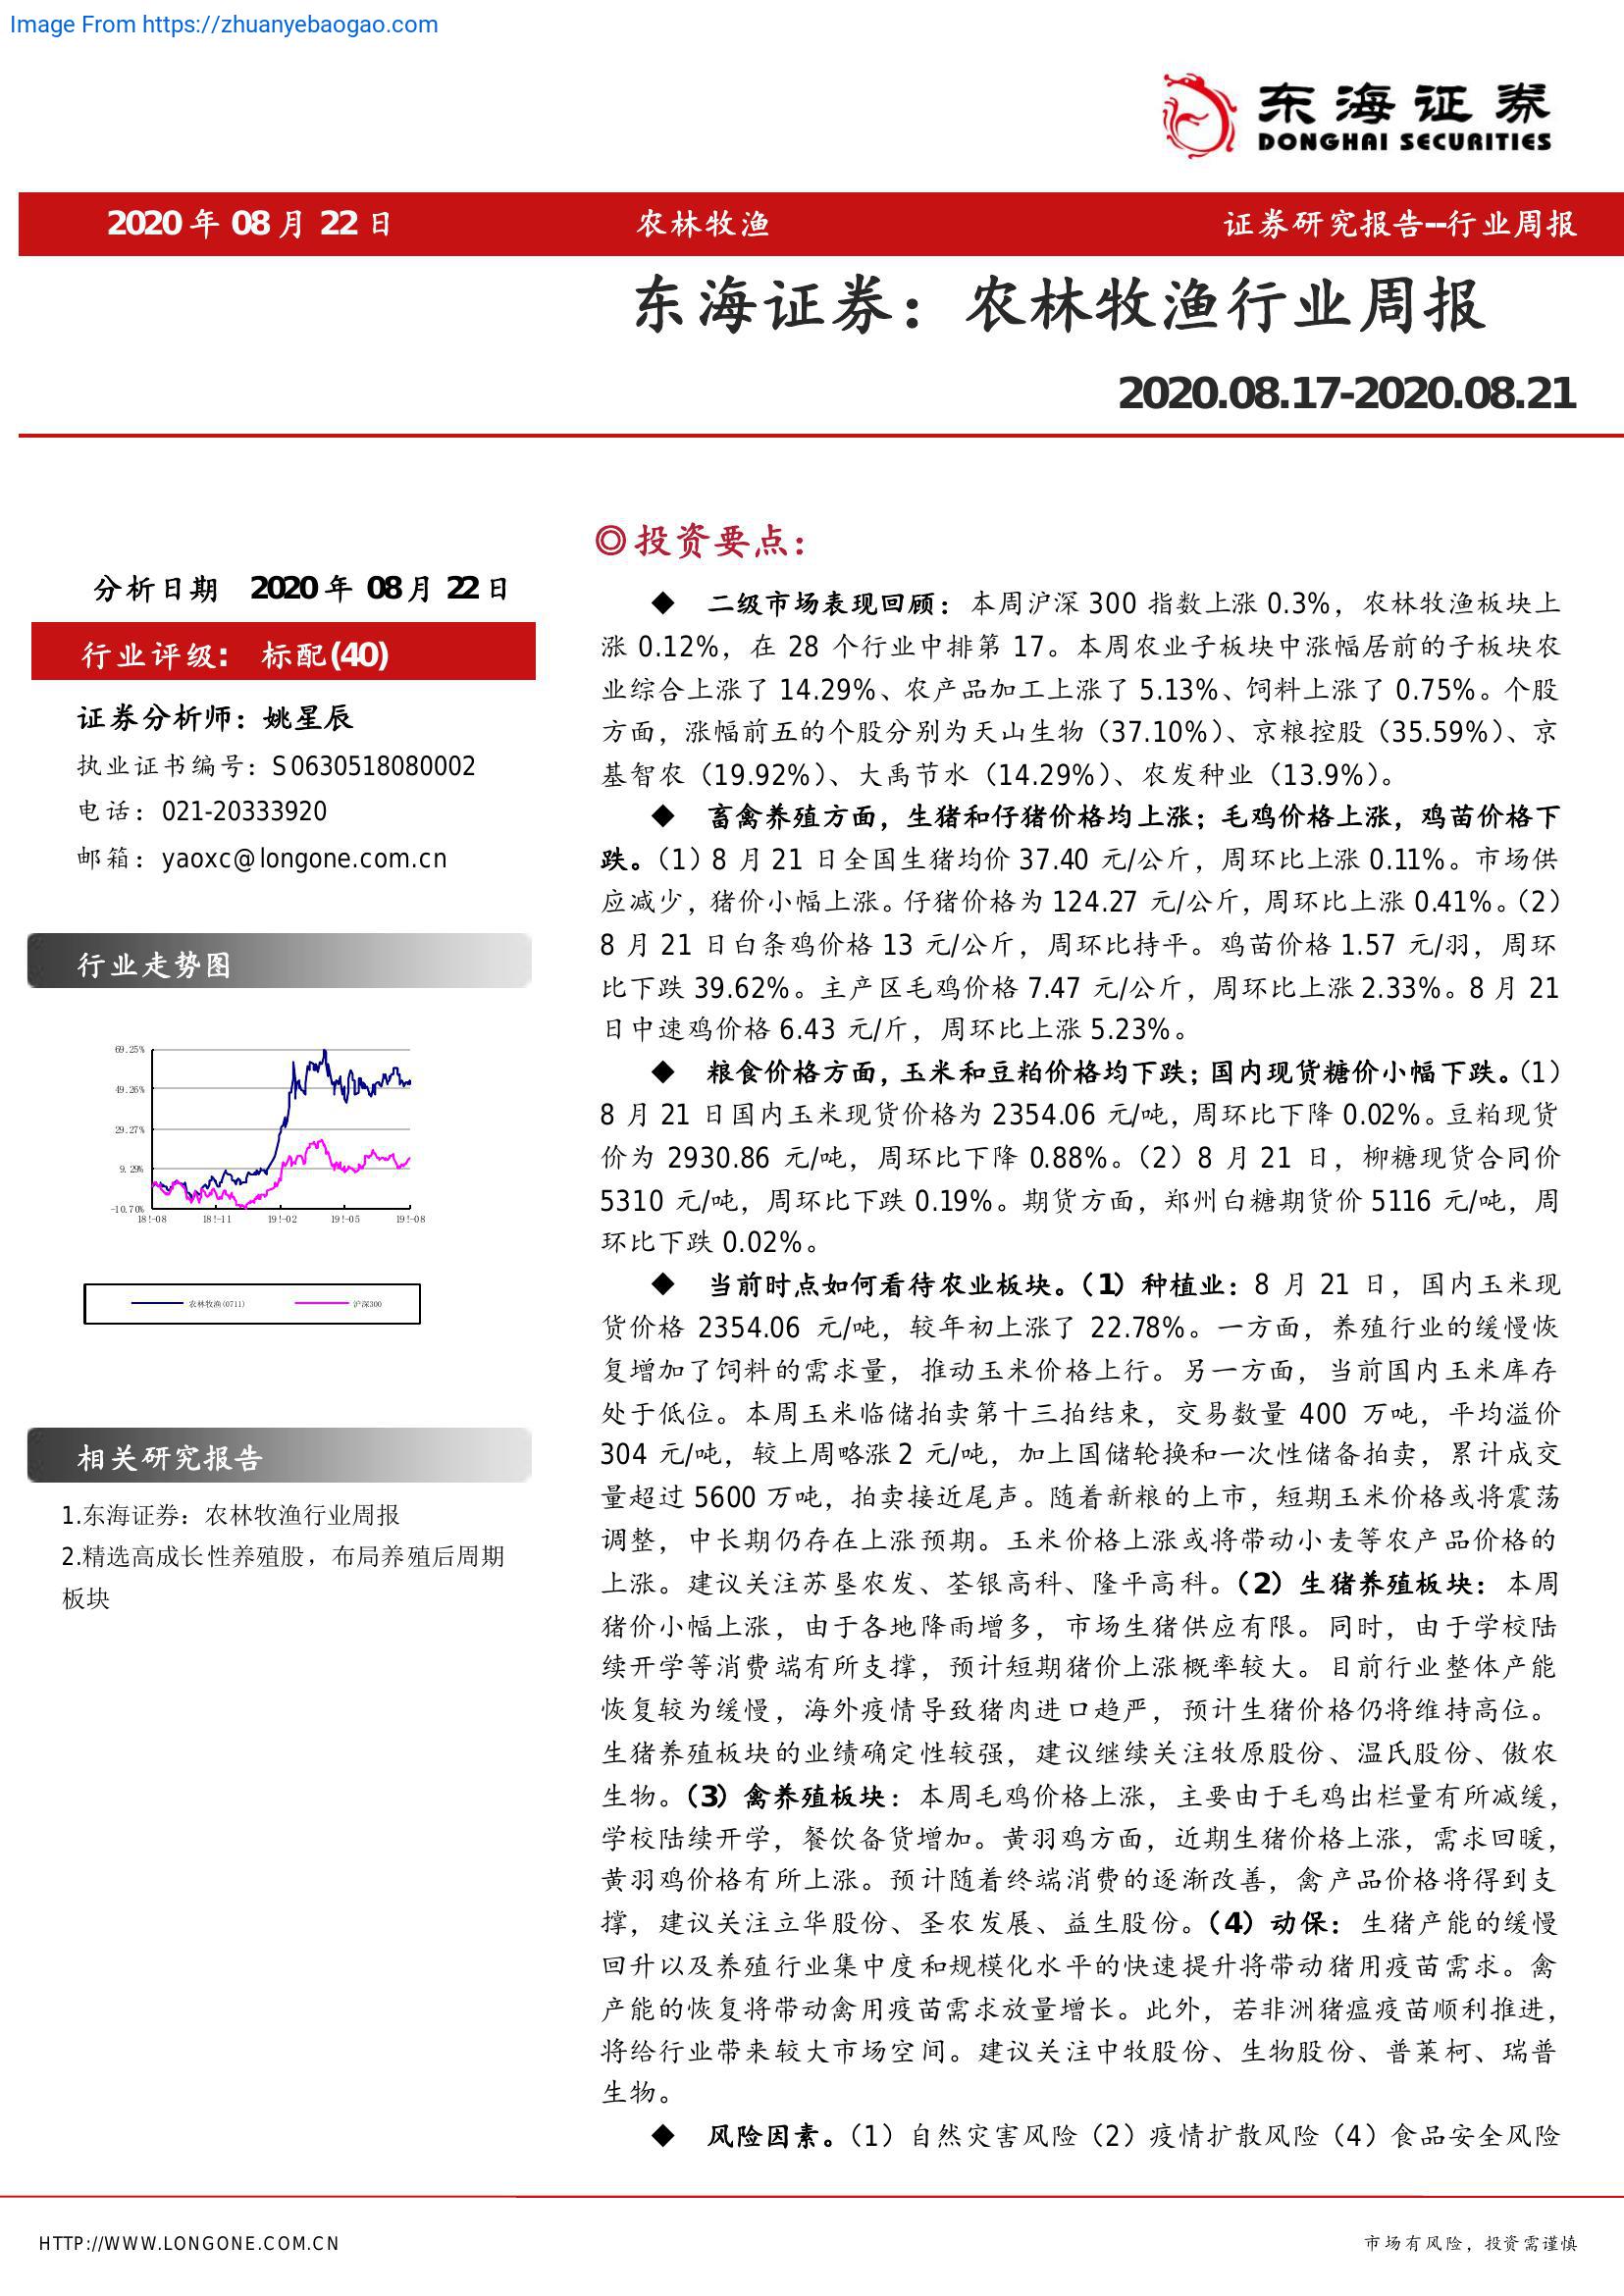 Image From https://zhuanyebaogao.com
东海证券
DONGHAI SECURITIES
2020 年 08 月 22 日 农林牧渔 证券研究报告--行业周报
东海证券：农林牧渔行业周报
2020.08.17-2020.08.21
分析日期 2020 年 08 月 22 日
行业评级： 标配(40)
证券分析师：姚星辰
执业证书编号：S0630518080002
电话：021-20333920
邮箱：yaoxc@longone.com.cn
行业走势图
69.25%
49.26%
29.27%
9.29%
-10.70%
18!-08 18!-11 19!-02 19!-05 19!-08
农林牧渔(0711) 沪深300
相关研究报告
1.东海证券：农林牧渔行业周报
2.精选高成长性养殖股，布局养殖后周期
板块
◎投资要点：
◆ 二级市场表现回顾：本周沪深 300 指数上涨 0.3%，农林牧渔板块上
涨 0.12%，在 28 个行业中排第 17。本周农业子板块中涨幅居前的子板块农
业综合上涨了 14.29%、农产品加工上涨了 5.13%、饲料上涨了 0.75%。个股
方面，涨幅前五的个股分别为天山生物（37.10%）、京粮控股（35.59%）、京
基智农（19.92%）、大禹节水（14.29%）、农发种业（13.9%）。
◆ 畜禽养殖方面，生猪和仔猪价格均上涨；毛鸡价格上涨，鸡苗价格下
跌。（1）8 月 21 日全国生猪均价 37.40 元/公斤，周环比上涨 0.11%。市场供
应减少，猪价小幅上涨。仔猪价格为 124.27 元/公斤，周环比上涨 0.41%。（2）
8 月 21 日白条鸡价格 13 元/公斤，周环比持平。鸡苗价格 1.57 元/羽，周环
比下跌 39.62%。主产区毛鸡价格 7.47 元/公斤，周环比上涨 2.33%。8 月 21
日中速鸡价格 6.43 元/斤，周环比上涨 5.23%。
◆ 粮食价格方面，玉米和豆粕价格均下跌；国内现货糖价小幅下跌。（1）
8 月 21 日国内玉米现货价格为 2354.06 元/吨，周环比下降 0.02%。豆粕现货
价为 2930.86 元/吨，周环比下降 0.88%。（2）8 月 21 日，柳糖现货合同价
5310 元/吨，周环比下跌 0.19%。期货方面，郑州白糖期货价 5116 元/吨，周
环比下跌 0.02%。
◆ 当前时点如何看待农业板块。（1）种植业：8 月 21 日，国内玉米现
货价格 2354.06 元/吨，较年初上涨了 22.78%。一方面，养殖行业的缓慢恢
复增加了饲料的需求量，推动玉米价格上行。另一方面，当前国内玉米库存
处于低位。本周玉米临储拍卖第十三拍结束，交易数量 400 万吨，平均溢价
304 元/吨，较上周略涨 2 元/吨，加上国储轮换和一次性储备拍卖，累计成交
量超过 5600 万吨，拍卖接近尾声。随着新粮的上市，短期玉米价格或将震荡
调整，中长期仍存在上涨预期。玉米价格上涨或将带动小麦等农产品价格的
上涨。建议关注苏垦农发、荃银高科、隆平高科。（2）生猪养殖板块：本周
猪价小幅上涨，由于各地降雨增多，市场生猪供应有限。同时，由于学校陆
续开学等消费端有所支撑，预计短期猪价上涨概率较大。目前行业整体产能
恢复较为缓慢，海外疫情导致猪肉进口趋严，预计生猪价格仍将维持高位。
生猪养殖板块的业绩确定性较强，建议继续关注牧原股份、温氏股份、傲农
生物。（3）禽养殖板块：本周毛鸡价格上涨，主要由于毛鸡出栏量有所减缓，
学校陆续开学，餐饮备货增加。黄羽鸡方面，近期生猪价格上涨，需求回暖，
黄羽鸡价格有所上涨。预计随着终端消费的逐渐改善，禽产品价格将得到支
撑，建议关注立华股份、圣农发展、益生股份。（4）动保：生猪产能的缓慢
回升以及养殖行业集中度和规模化水平的快速提升将带动猪用疫苗需求。禽
产能的恢复将带动禽用疫苗需求放量增长。此外，若非洲猪瘟疫苗顺利推进，
将给行业带来较大市场空间。建议关注中牧股份、生物股份、普莱柯、瑞普
生物。
◆ 风险因素。（1）自然灾害风险（2）疫情扩散风险（4）食品安全风险
HTTP://WWW.LONGONE.COM.CN 市场有风险，投资需谨慎